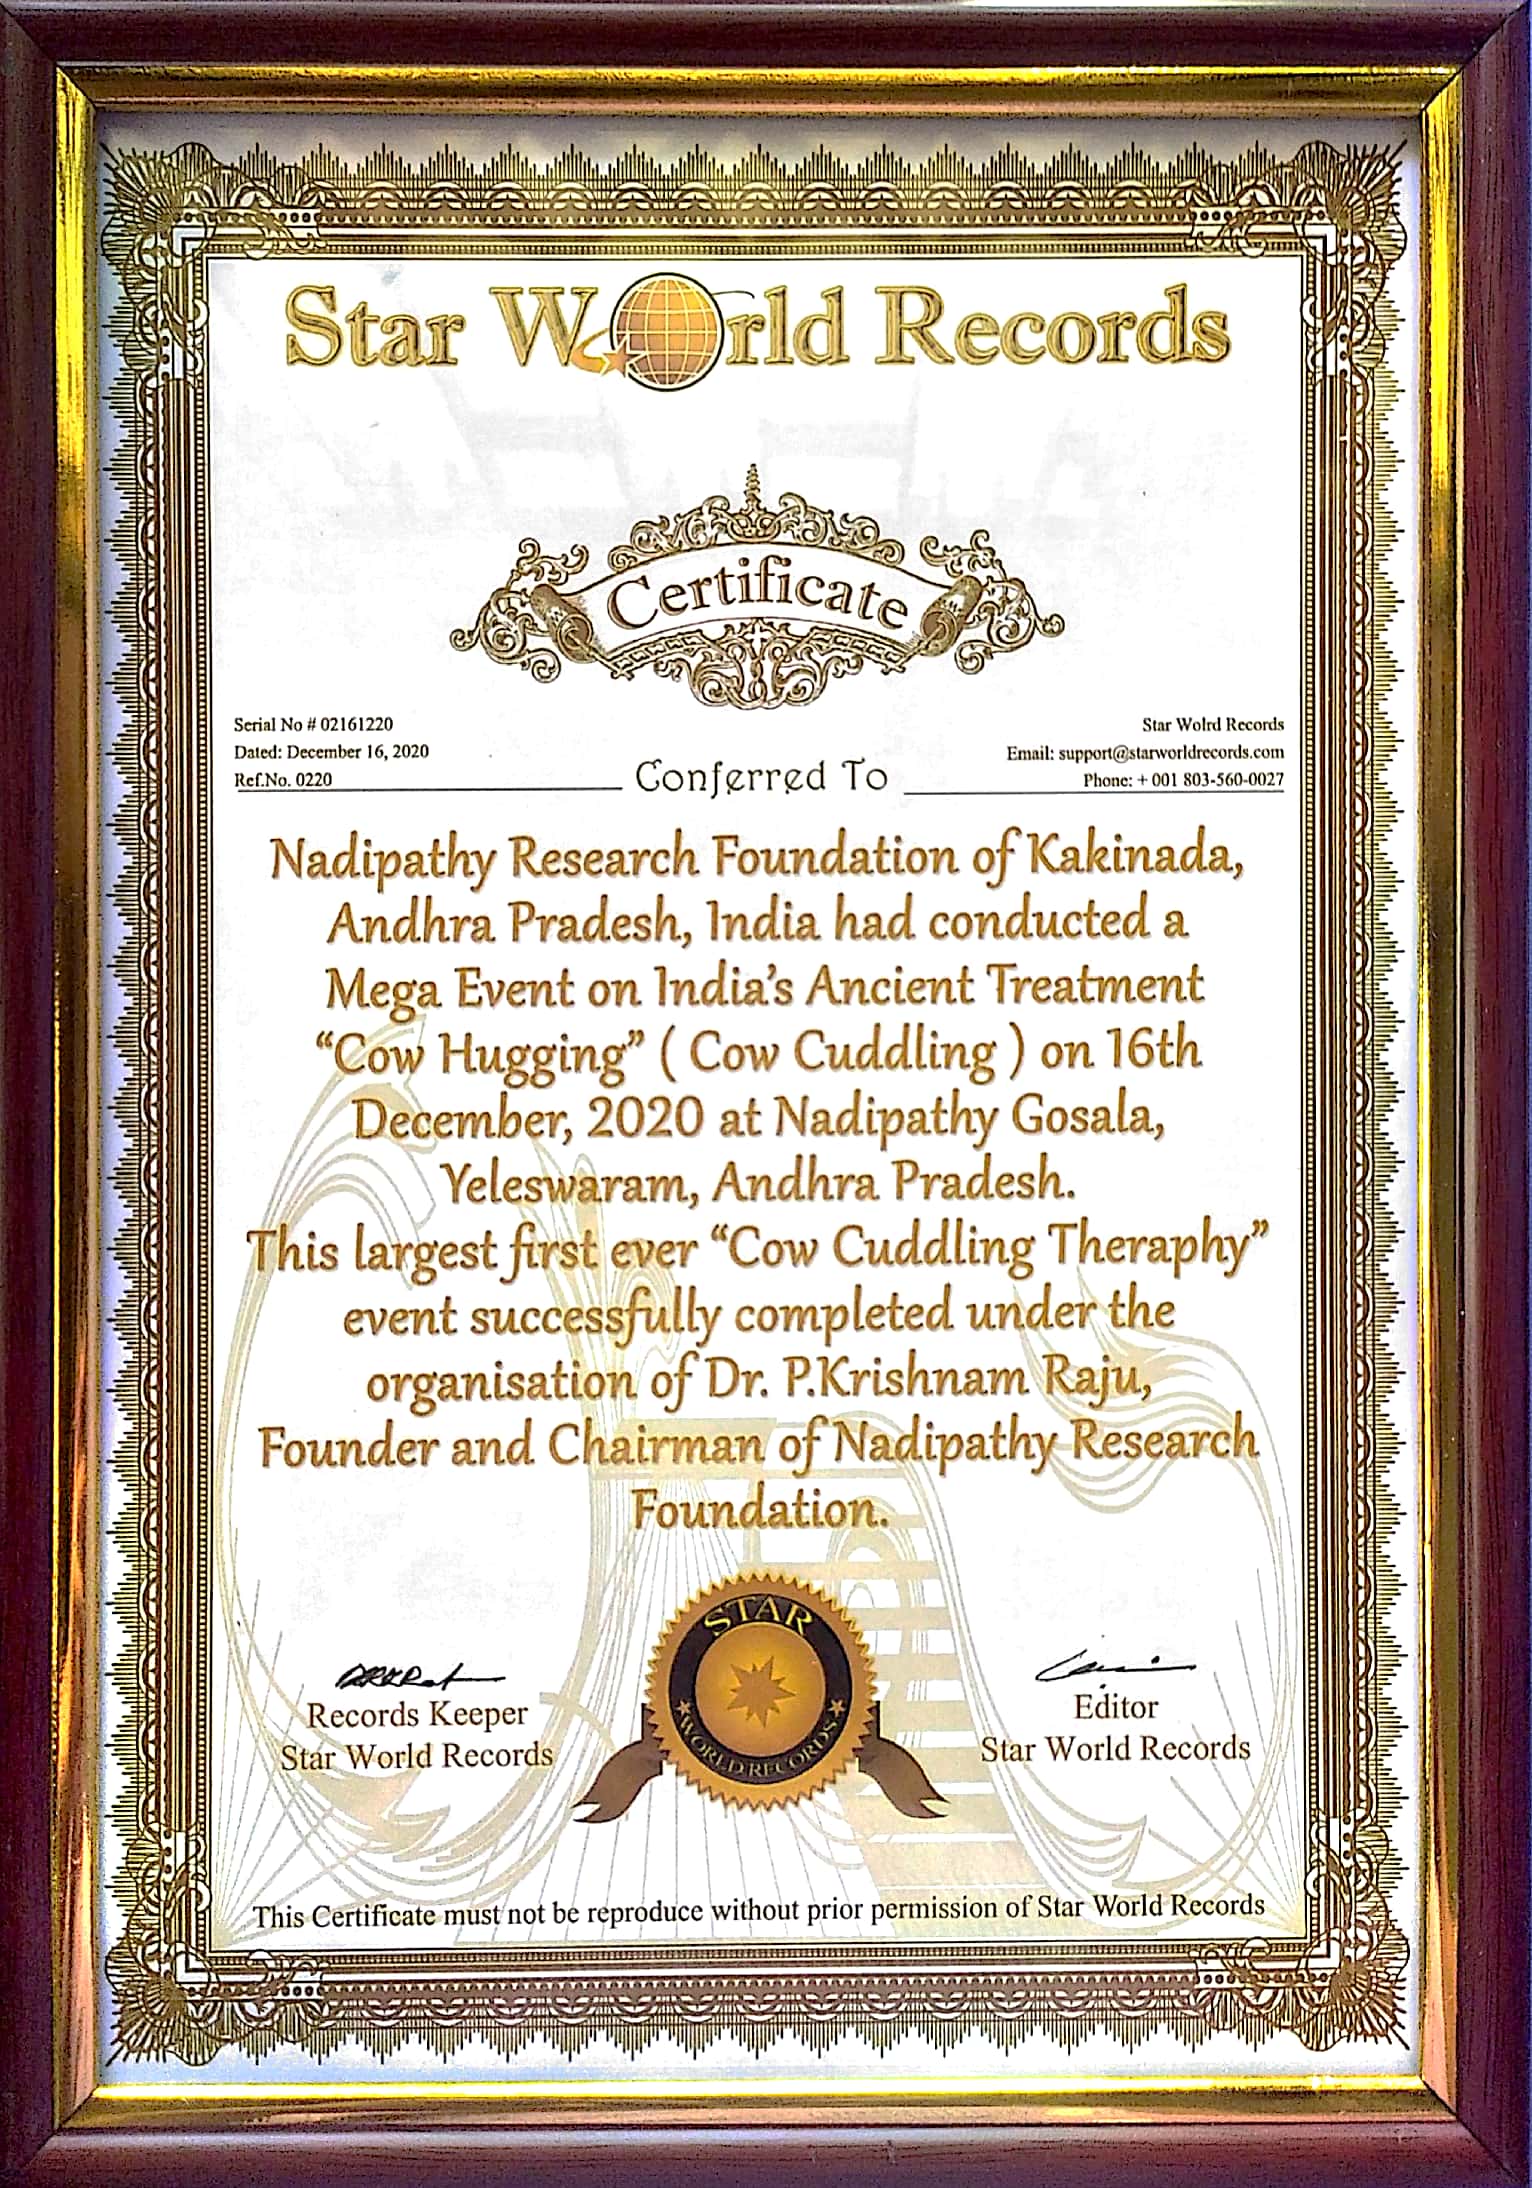 Star World Records
Certificate
Serial No # 02161220
Dated: December 16, 2020
Ref.No. 0220
Star Wolrd Records
Email: support@starworldrecords.com
Phone: + 001 803-560-0027
Conferred To
Nadipathy Research Foundation of Kakinada,
Andhra Pradesh, India had conducted a
Mega Event on India's Ancient Treatment
"Cow Hugging" ( Cow Cuddling ) on 16th
December, 2020 at Nadipathy Gosala,
Yeleswaram, Andhra Pradesh.
This largest first ever "Cow Cuddling Theraphy"
event successfully completed under the
organisation of Dr. P.Krishnam Raju,
Founder and Chairman of Nadipathy Research
Foundation.
STAR
WORLD RECORDS
Records Keeper
Star World Records
Editor
Star World Records
This Certificate must not be reproduce without prior permission of Star World Records